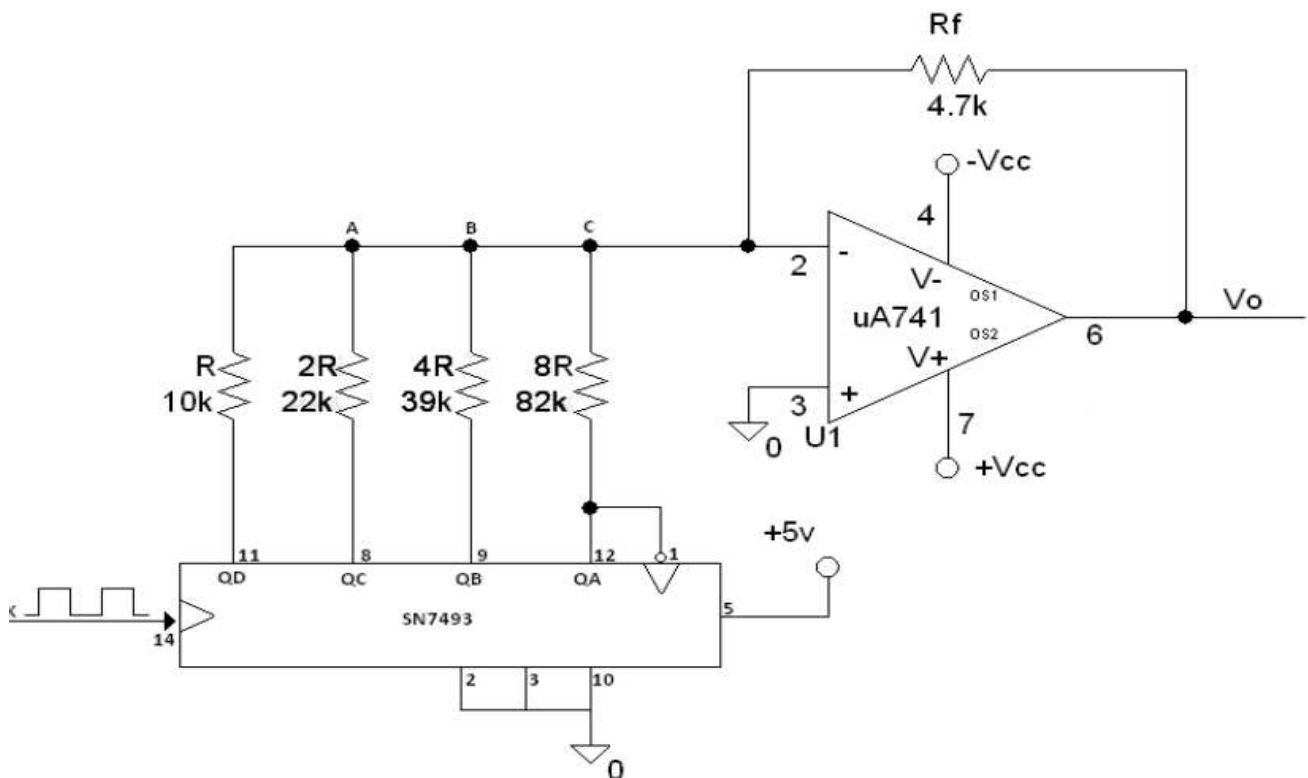 Rf
4.7k
-Vcc
4
A
B
C
2
-
V-
OS1
uA741
OS2
V+
6
Vo
R
10k
2R
22k
4R
39k
8R
82k
3
+
0
U1
7
+Vcc
+5v
11
8
9
12
1
QD
QC
QB
QA
SN7493
5
14
2
3
10
0